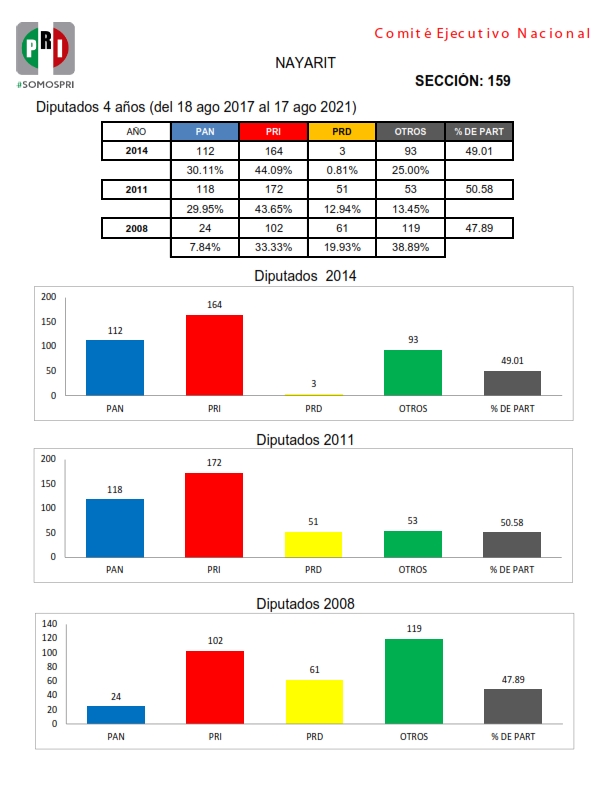 PRI
#SOMOSPRI
Comité Ejecutivo Nacional
NAYARIT
SECCIÓN: 159
Diputados 4 años (del 18 ago 2017 al 17 ago 2021)
AÑO PAN PRI PRD OTROS % DE PART
2014 112 164 3 93 49.01
30.11% 44.09% 0.81% 25.00%
2011 118 172 51 53 50.58
29.95% 43.65% 12.94% 13.45%
2008 24 102 61 119 47.89
7.84% 33.33% 19.93% 38.89%
Diputados 2014
200
150
100
50
0
112 164 3 93 49.01
PAN PRI PRD OTROS % DE PART
Diputados 2011
200
150
100
50
0
118 172 51 53 50.58
PAN PRI PRD OTROS % DE PART
Diputados 2008
140
120
100
80
60
40
20
0
24 102 61 119 47.89
PAN PRI PRD OTROS % DE PART